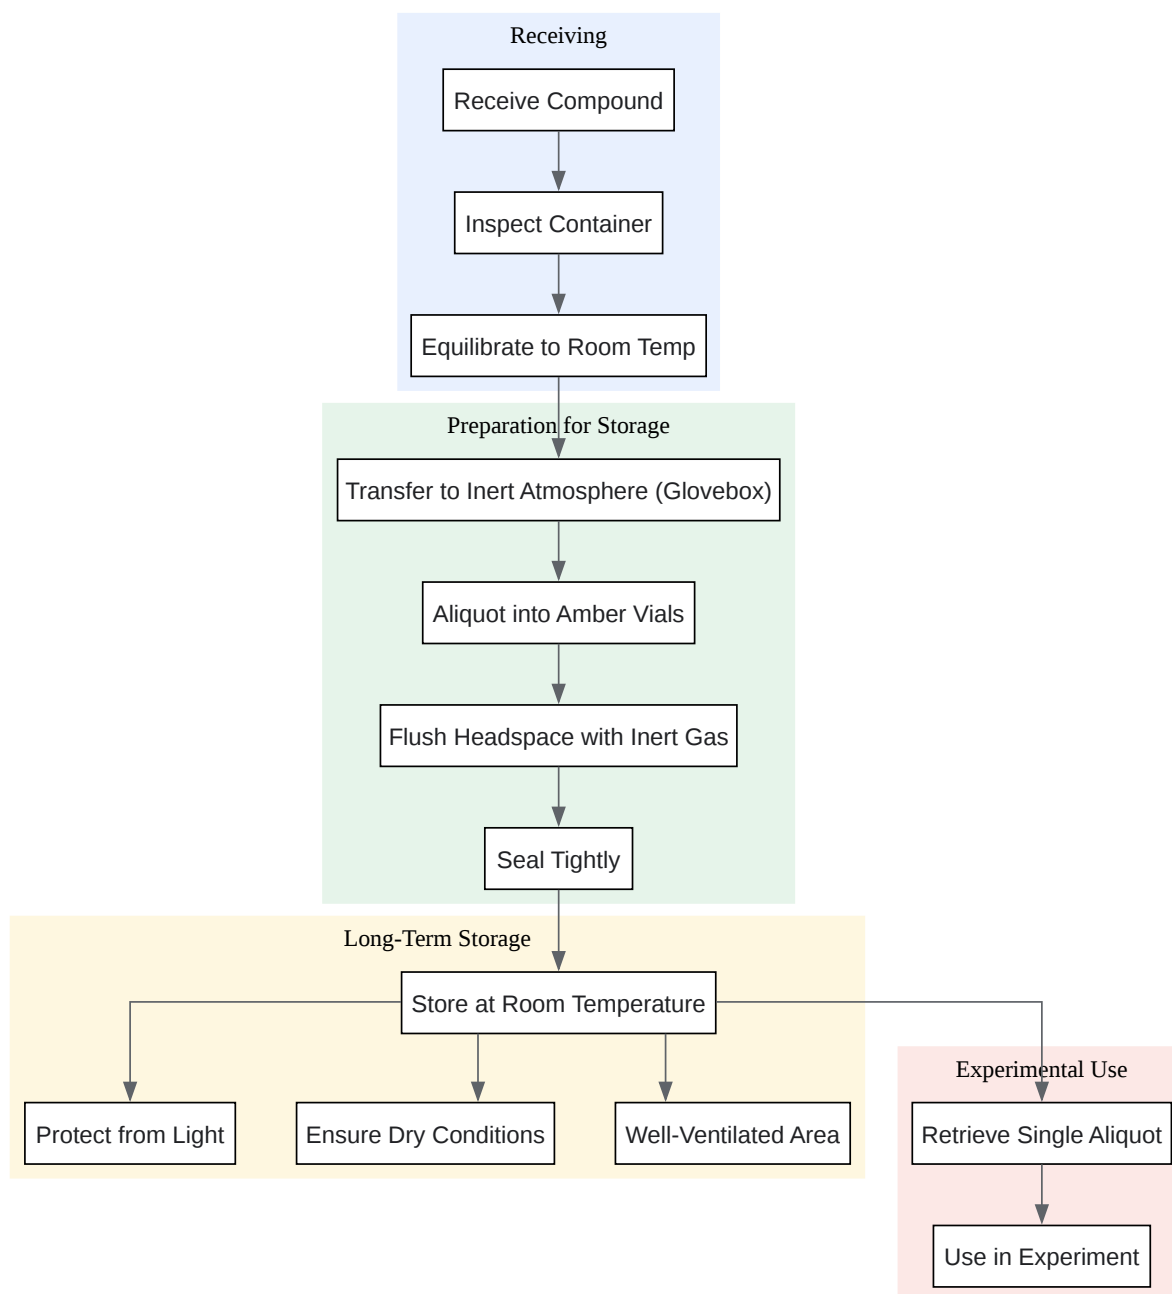 Receiving
Receive Compound
Inspect Container
Equilibrate to Room Temp
Preparation for Storage
Transfer to Inert Atmosphere (Glovebox)
Aliquot into Amber Vials
Flush Headspace with Inert Gas
Seal Tightly
Long-Term Storage
Store at Room Temperature
Protect from Light
Ensure Dry Conditions
Well-Ventilated Area
Experimental Use
Retrieve Single Aliquot
Use in Experiment